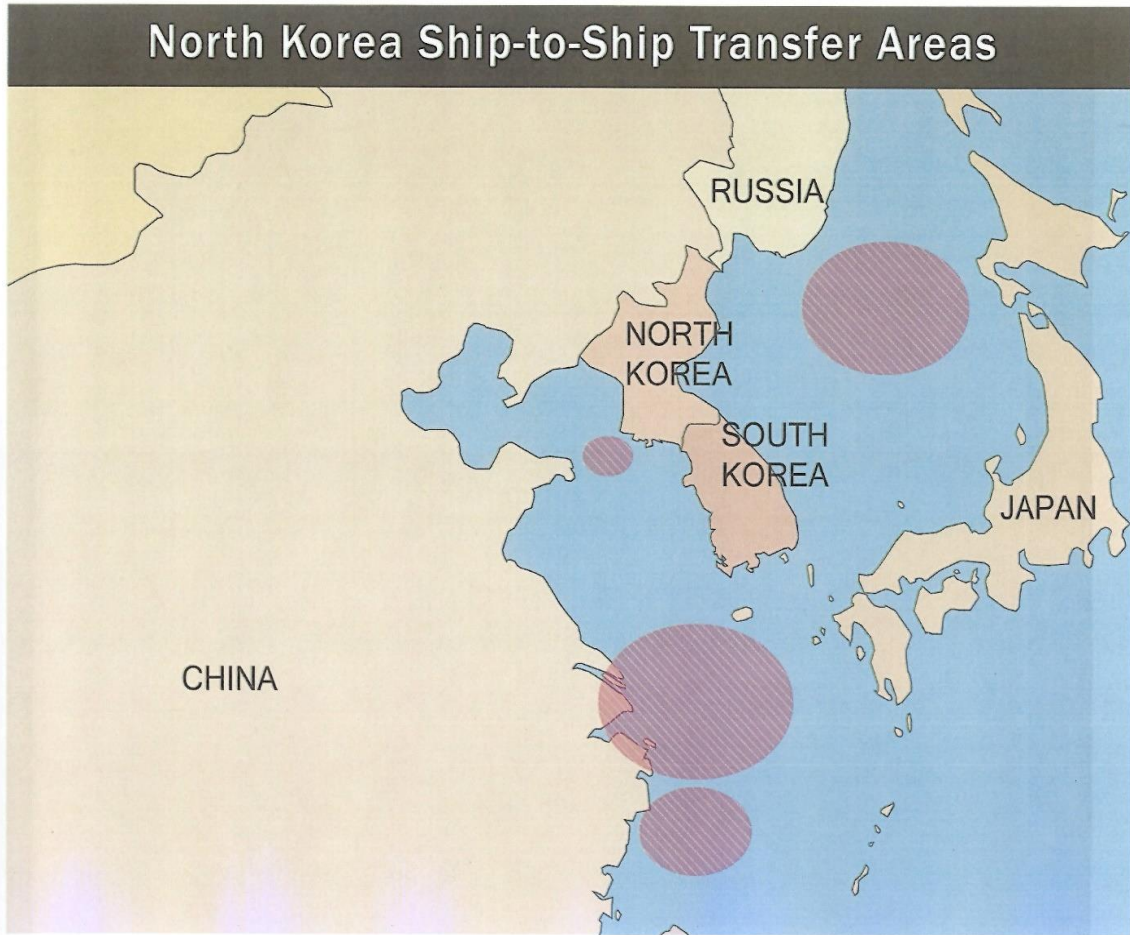 North Korea Ship-to-Ship Transfer Areas
RUSSIA
NORTH
KOREA
SOUTH
KOREA
JAPAN
CHINA